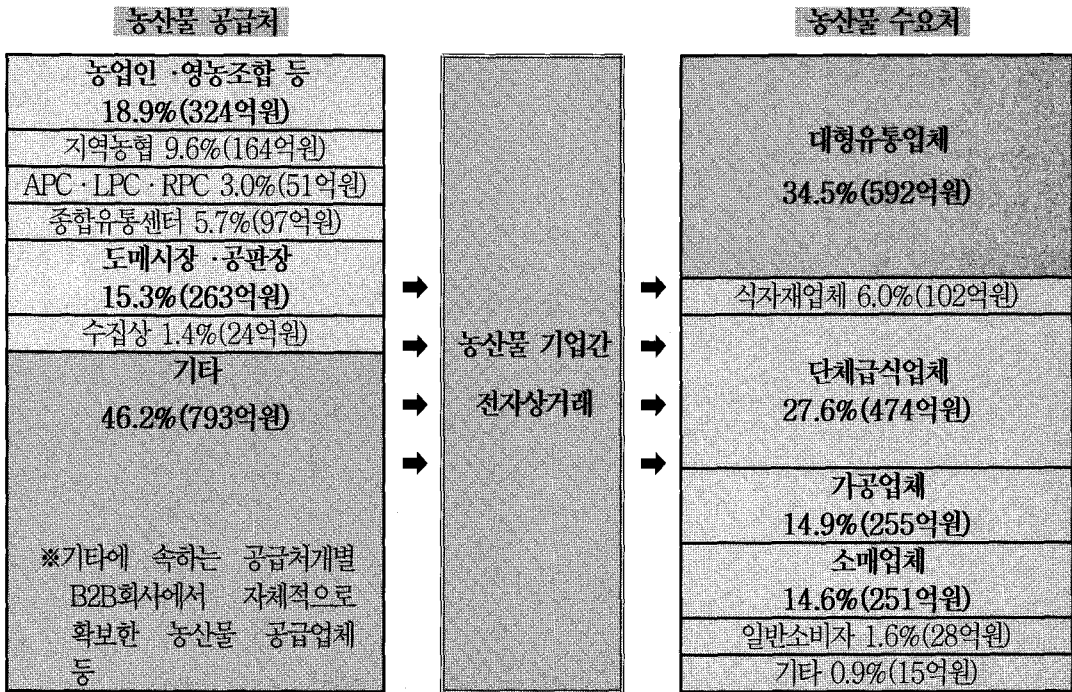 농산물 공급처
농업인 ·영농조합 등
18.9%(324억원)
지역농협 9.6%(164억원)
APC · LPC · RPC 3.0%(51억원)
종합유통센터 5.7%(97억원)
도매시장 ·공판장
15.3%(263억원)
수집상 1.4%(24억원)
기타
46.2%(793억원)
※기타에 속하는 공급처개별
B2B회사에서 자체적으로
확보한 농산물 공급업체
등
농산물 기업간
전자상거래
농산물 수요처
대형유통업체
34.5%(592억원)
식자재업체 6.0%(102억원)
단체급식업체
27.6%(474억원)
가공업체
14.9%(255억원)
소매업체
14.6%(251억원)
일반소비자 1.6%(28억원)
기타 0.9%(15억원)